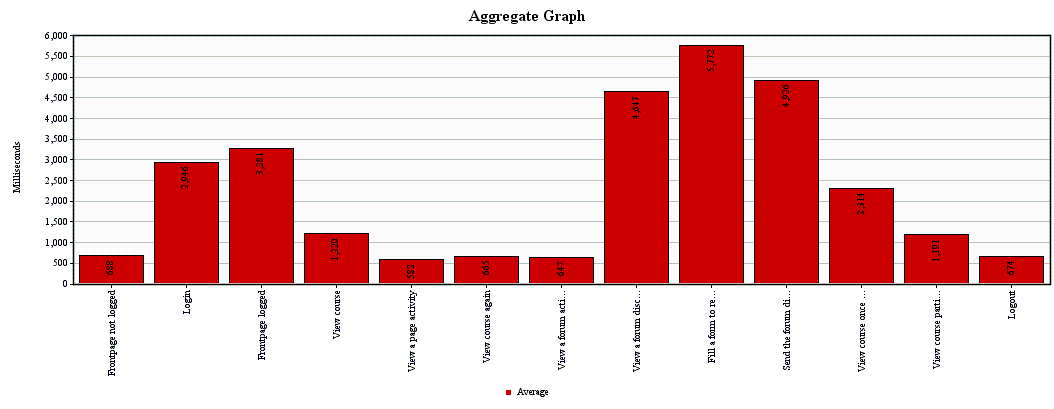 Aggregate Graph
Milliseconds
6,000
5,500
5,000
4,500
4,000
3,500
3,000
2,500
2,000
1,500
1,000
500
0
688
2,946
3,281
1,220
582
665
647
4,647
5,772
4,926
2,314
1,191
674
Frontpage not logged
Login
Frontpage logged
View course
View a page activity
View course again
View a forum acti...
View a forum disc...
Fill a form to re...
Send the forum di...
View course once ...
View course parti...
Logout
Average